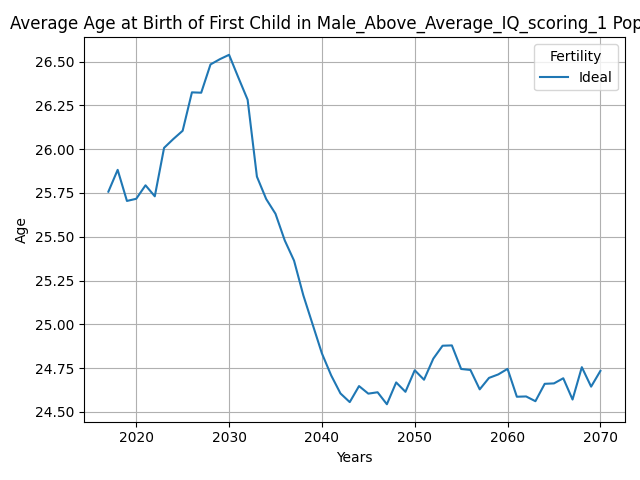 Average Age at Birth of First Child in Male_Above_Average_IQ_scoring_1 Pop
Fertility
Ideal
26.50
26.25
26.00
25.75
25.50
25.25
25.00
24.75
24.50
Age
2020 2030 2040 2050 2060 2070
Years